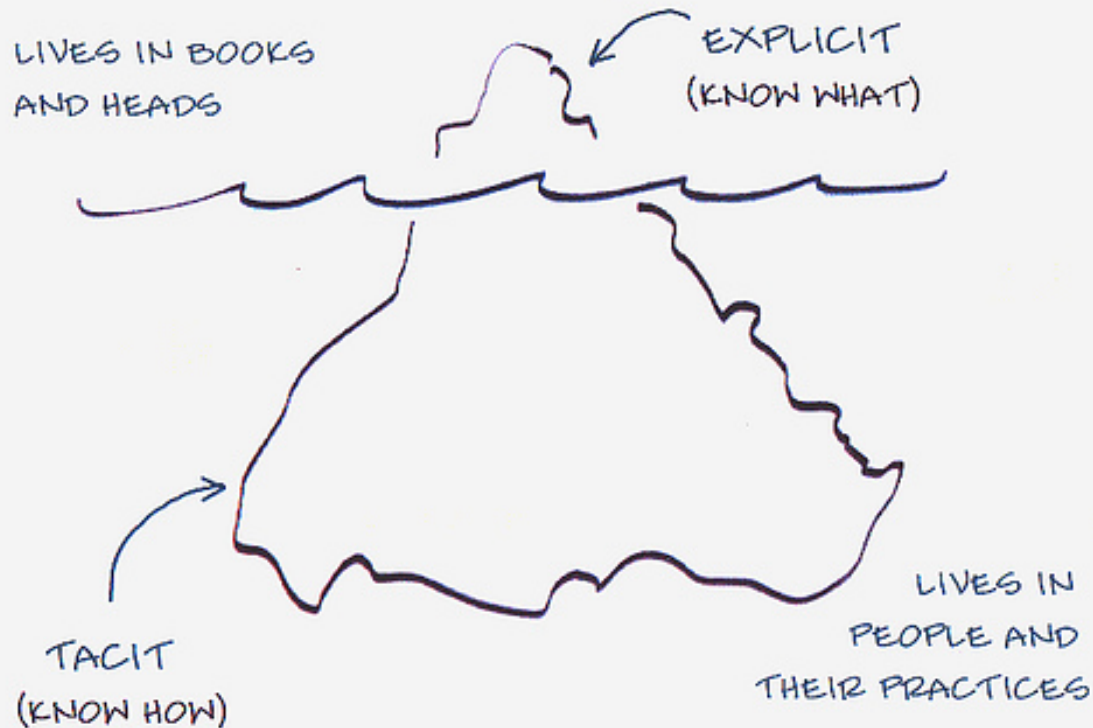 LIVES IN BOOKS
AND HEADS
EXPLICIT
(KNOW WHAT)
TACIT
(KNOW HOW)
LIVES IN
PEOPLE AND
THEIR PRACTICES